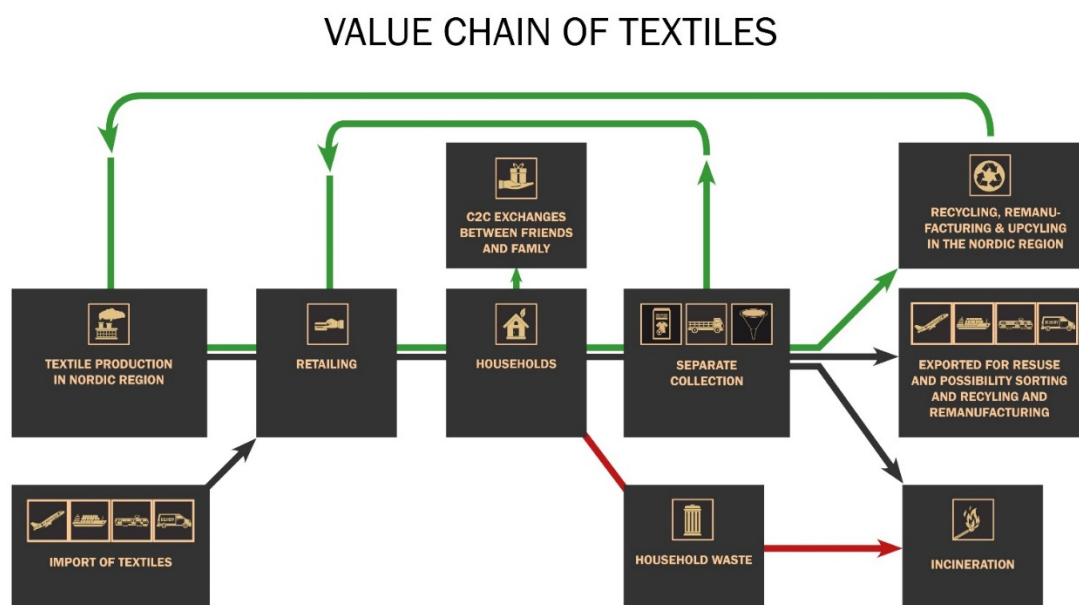 VALUE CHAIN OF TEXTILES
C2C EXCHANGES
BETWEEN FRIENDS
AND FAMLY
RECYCLING, REMANU-
FACTURING & UPCYLING
IN THE NORDIC REGION
TEXTILE PRODUCTION
IN NORDIC REGION
RETAILING
HOUSEHOLDS
SEPARATE
COLLECTION
EXPORTED FOR RESUSE
AND POSSIBILITY SORTING
AND RECYLING AND
REMANUFACTURING
IMPORT OF TEXTILES
HOUSEHOLD WASTE
INCINERATION